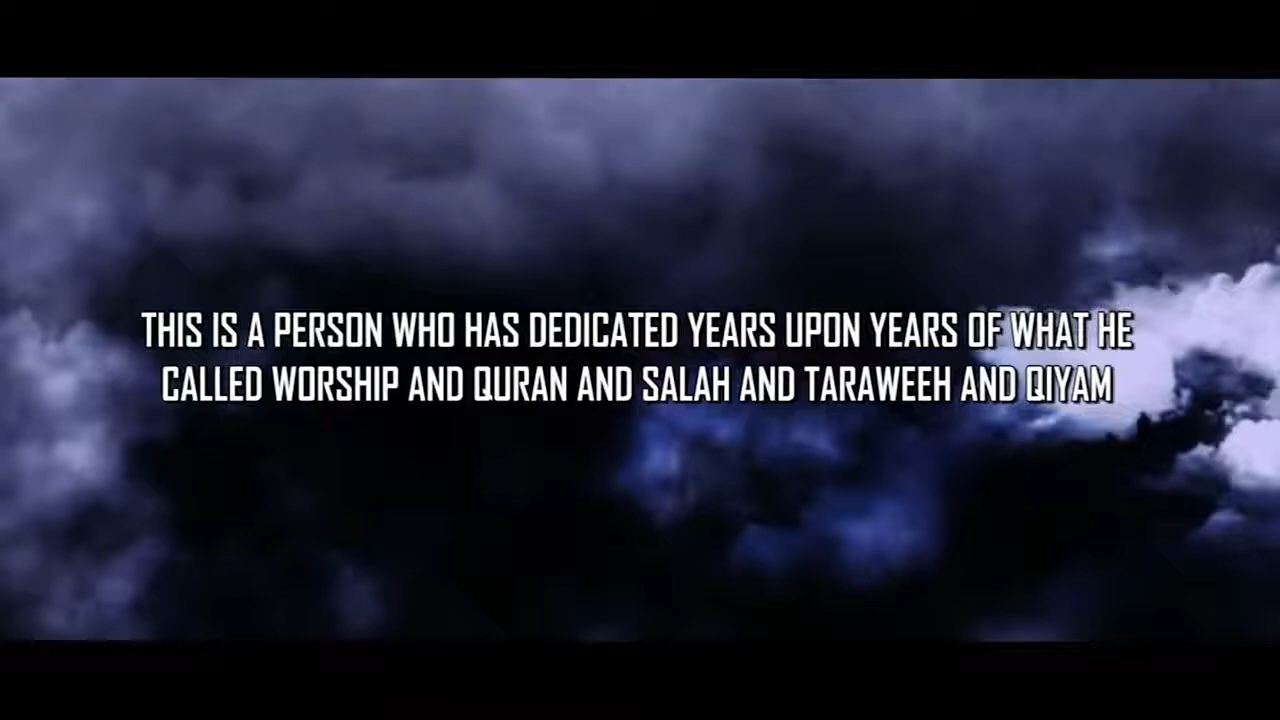 THIS IS A PERSON WHO HAS DEDICATED YEARS UPON YEARS OF WHAT HE
CALLED WORSHIP AND QURAN AND SALAH AND TARAWEEH AND QIYAM